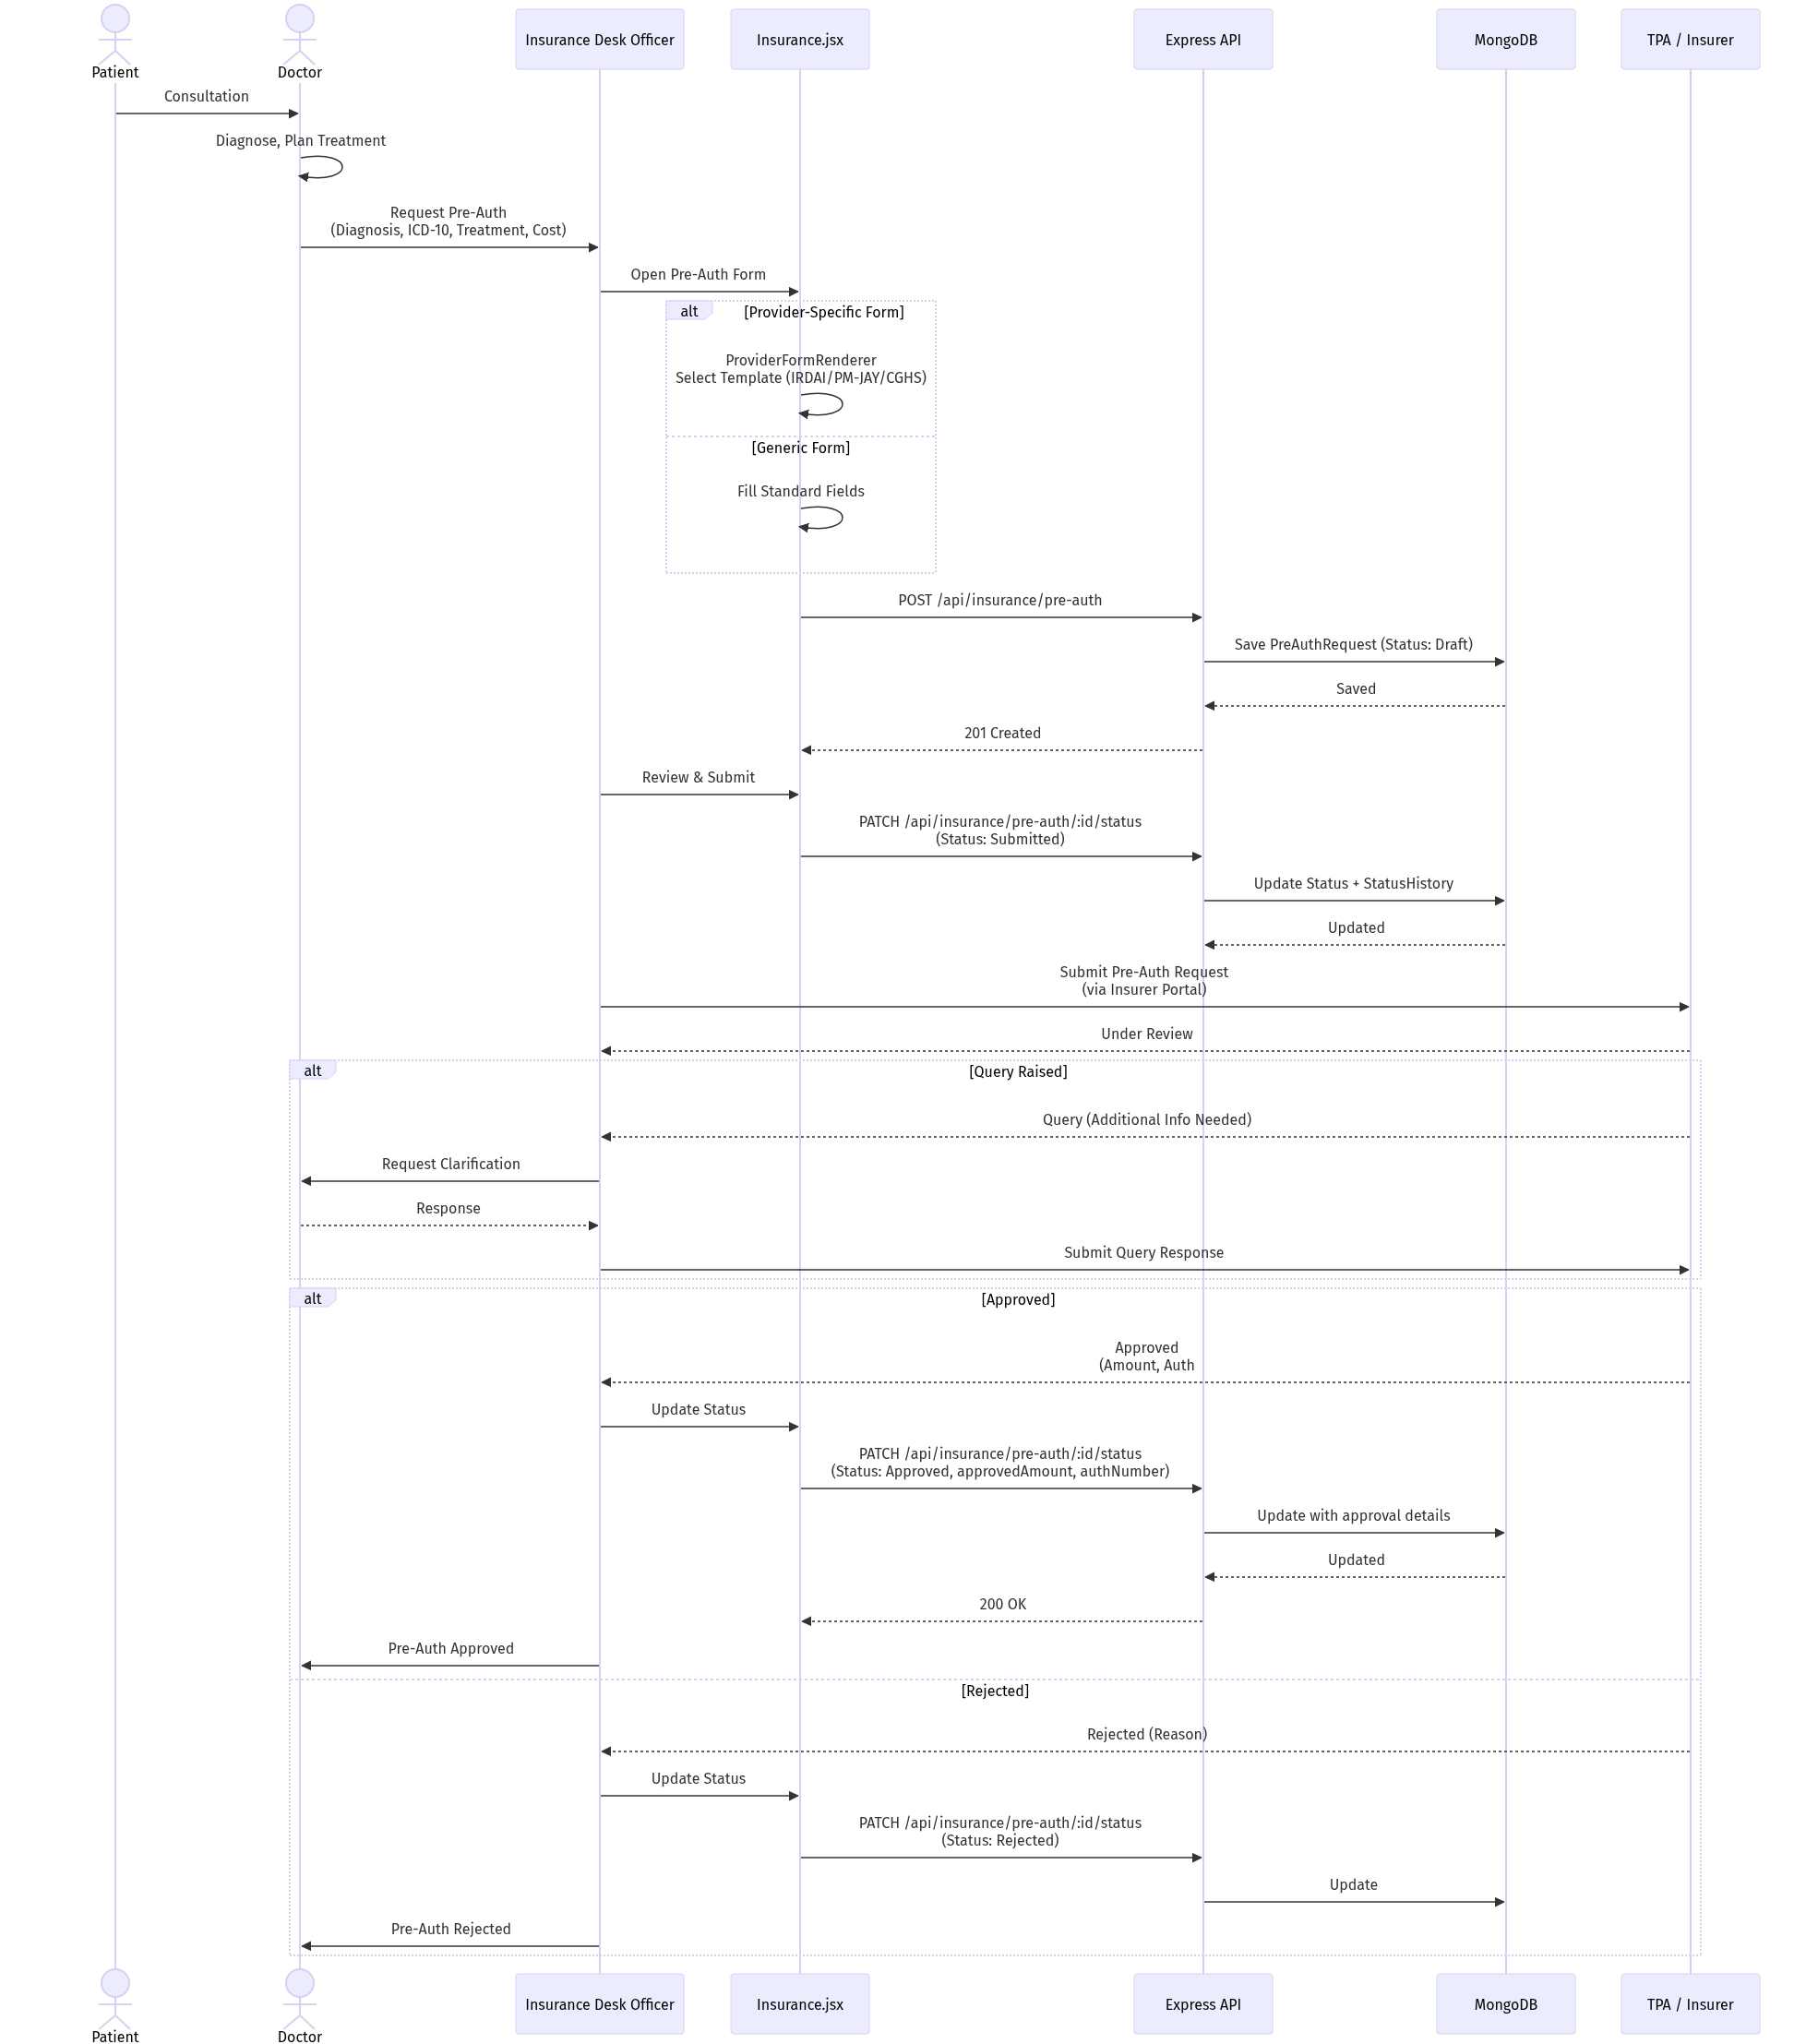 Patient
Doctor
Insurance Desk Officer
Insurance.jsx
Express API
MongoDB
TPA / Insurer
Consultation
Diagnose, Plan Treatment
Request Pre-Auth
(Diagnosis, ICD-10, Treatment, Cost)
Open Pre-Auth Form
alt
[Provider-Specific Form]
ProviderFormRenderer
Select Template (IRDAI/PM-JAY/CGHS)
[Generic Form]
Fill Standard Fields
POST /api/insurance/pre-auth
Save PreAuthRequest (Status: Draft)
Saved
201 Created
Review & Submit
PATCH /api/insurance/pre-auth/:id/status
(Status: Submitted)
Update Status + StatusHistory
Updated
Submit Pre-Auth Request
(via Insurer Portal)
Under Review
alt
[Query Raised]
Query (Additional Info Needed)
Request Clarification
Response
Submit Query Response
alt
[Approved]
Approved
(Amount, Auth
Update Status
PATCH /api/insurance/pre-auth/:id/status
(Status: Approved, approvedAmount, authNumber)
Update with approval details
Updated
200 OK
Pre-Auth Approved
[Rejected]
Rejected (Reason)
Update Status
PATCH /api/insurance/pre-auth/:id/status
(Status: Rejected)
Update
Pre-Auth Rejected
Patient
Doctor
Insurance Desk Officer
Insurance.jsx
Express API
MongoDB
TPA / Insurer